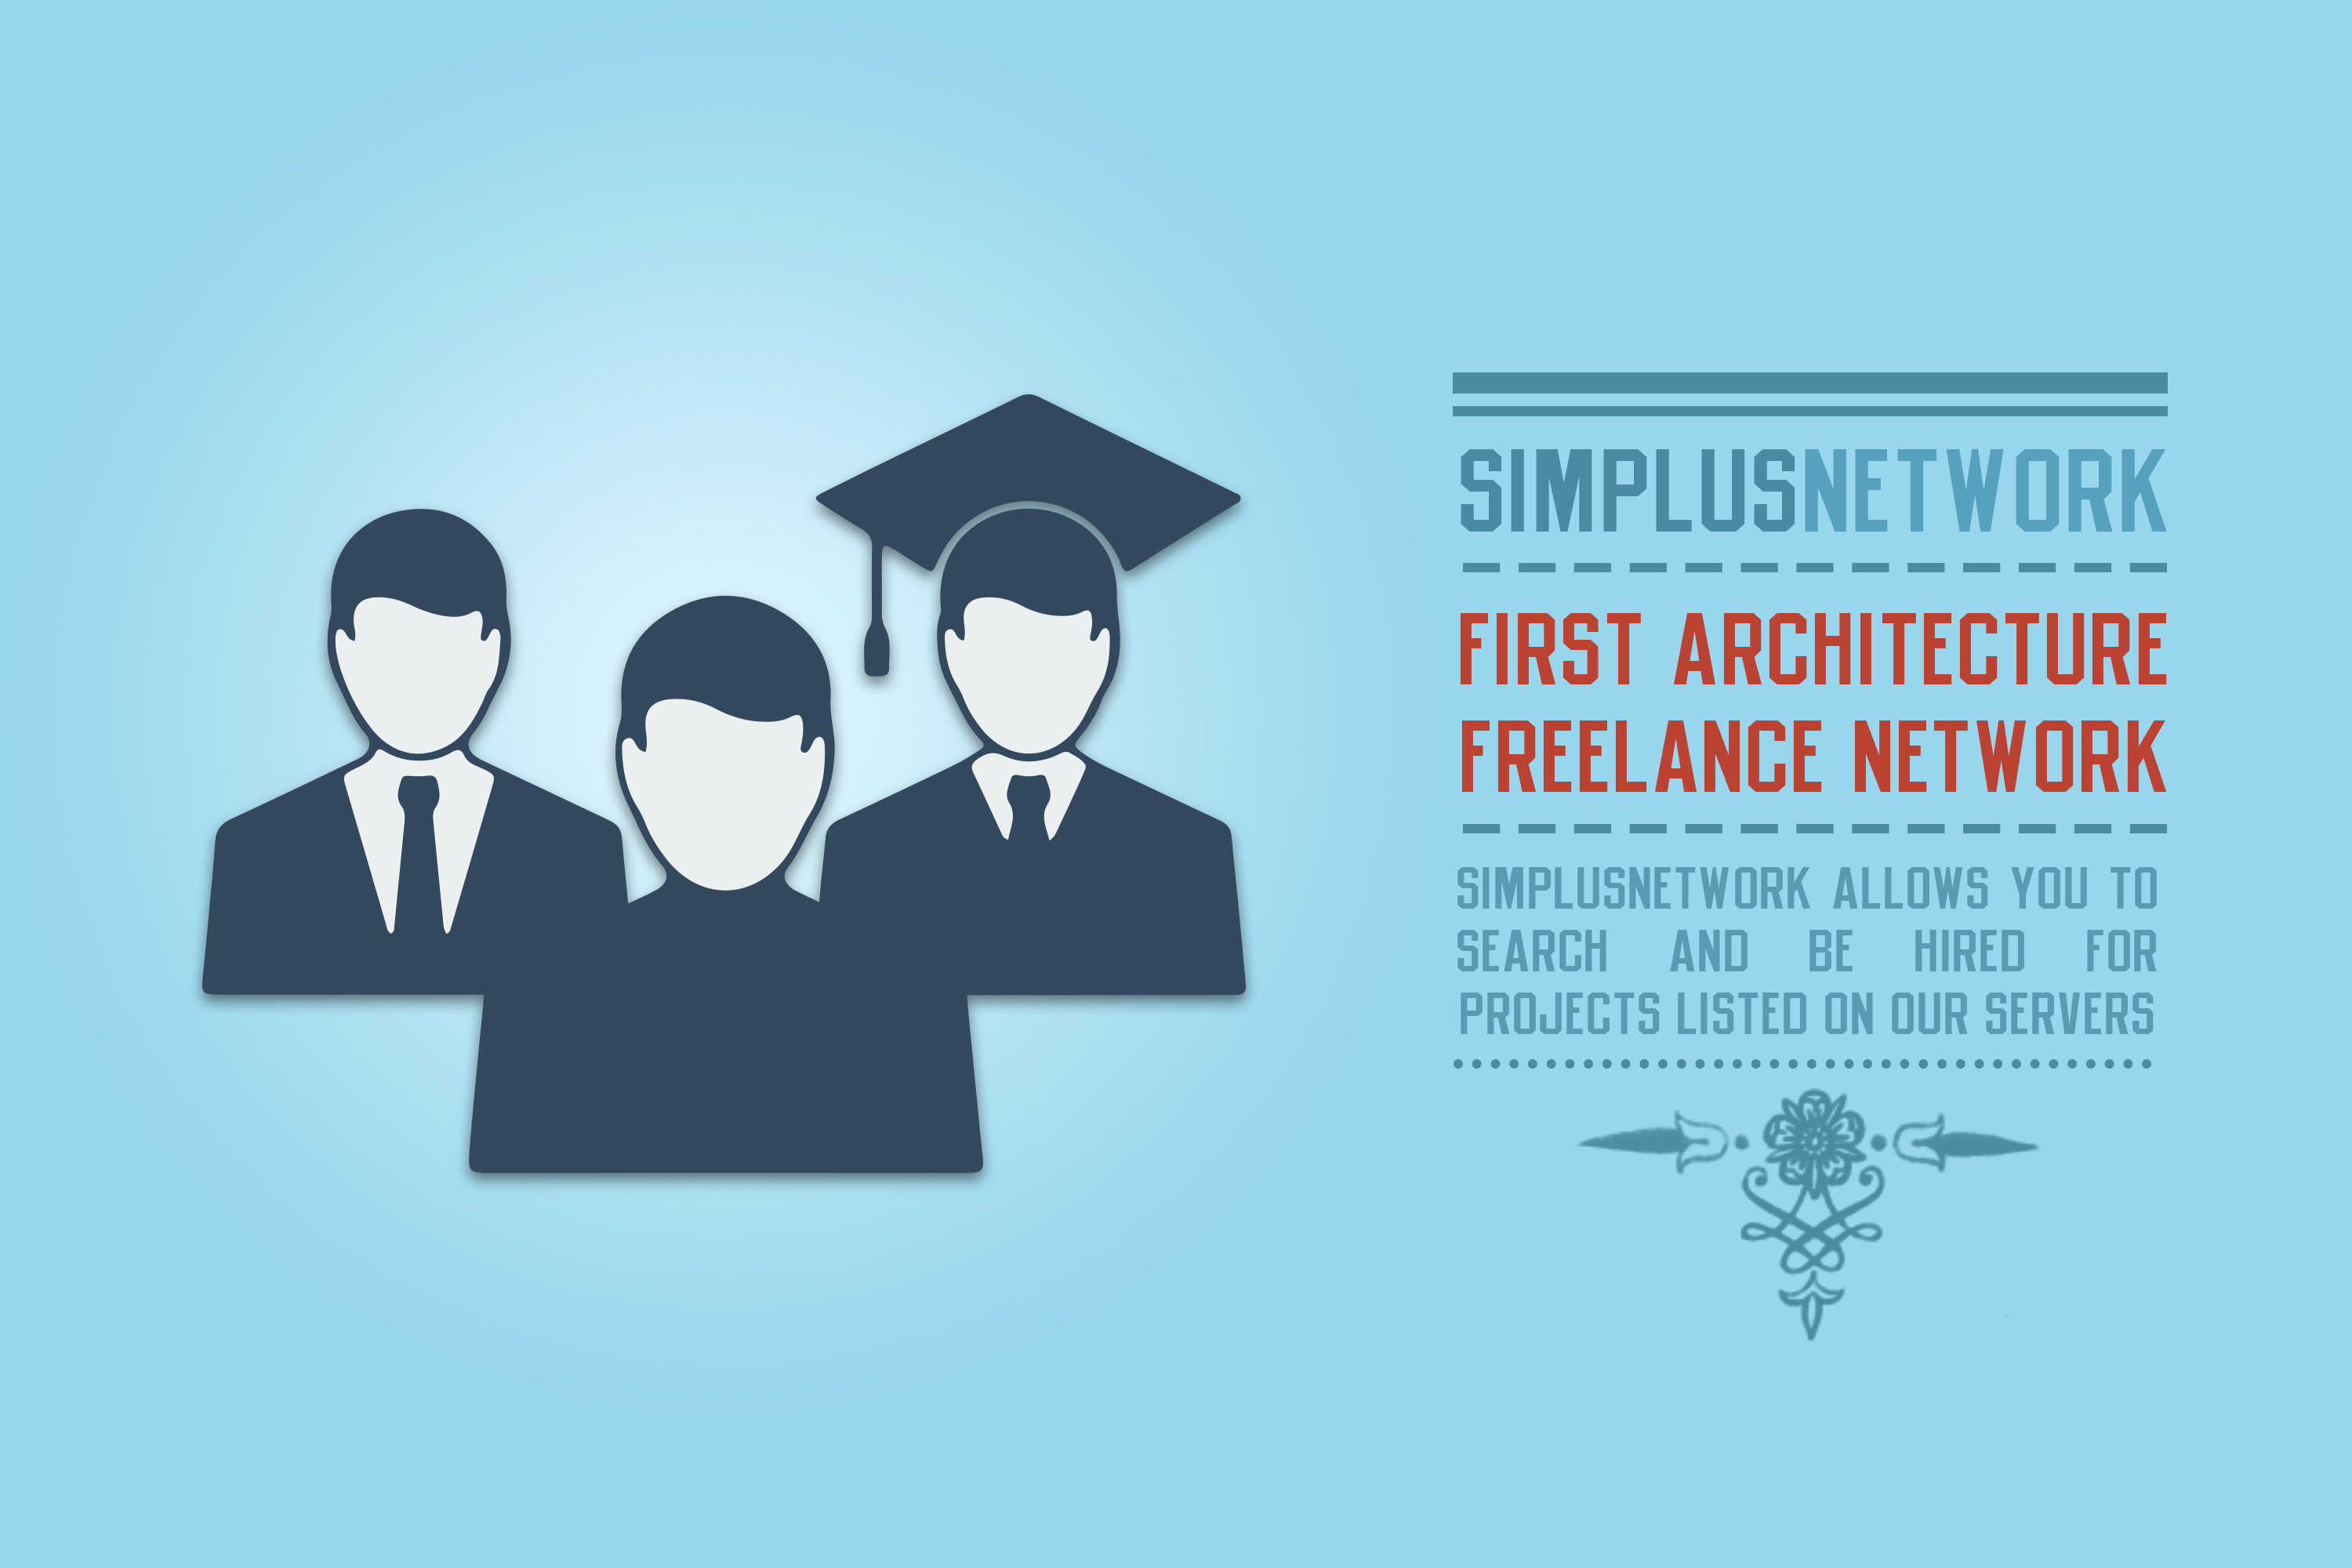 SIMPLUSNETWORK
FIRST ARCHITECTURE
FREELANCE NETWORK
SIMPLUSNETWORK ALLOWS YOU TO
SEARCH AND BE HIRED FOR
PROJECTS LISTED ON OUR SERVERS